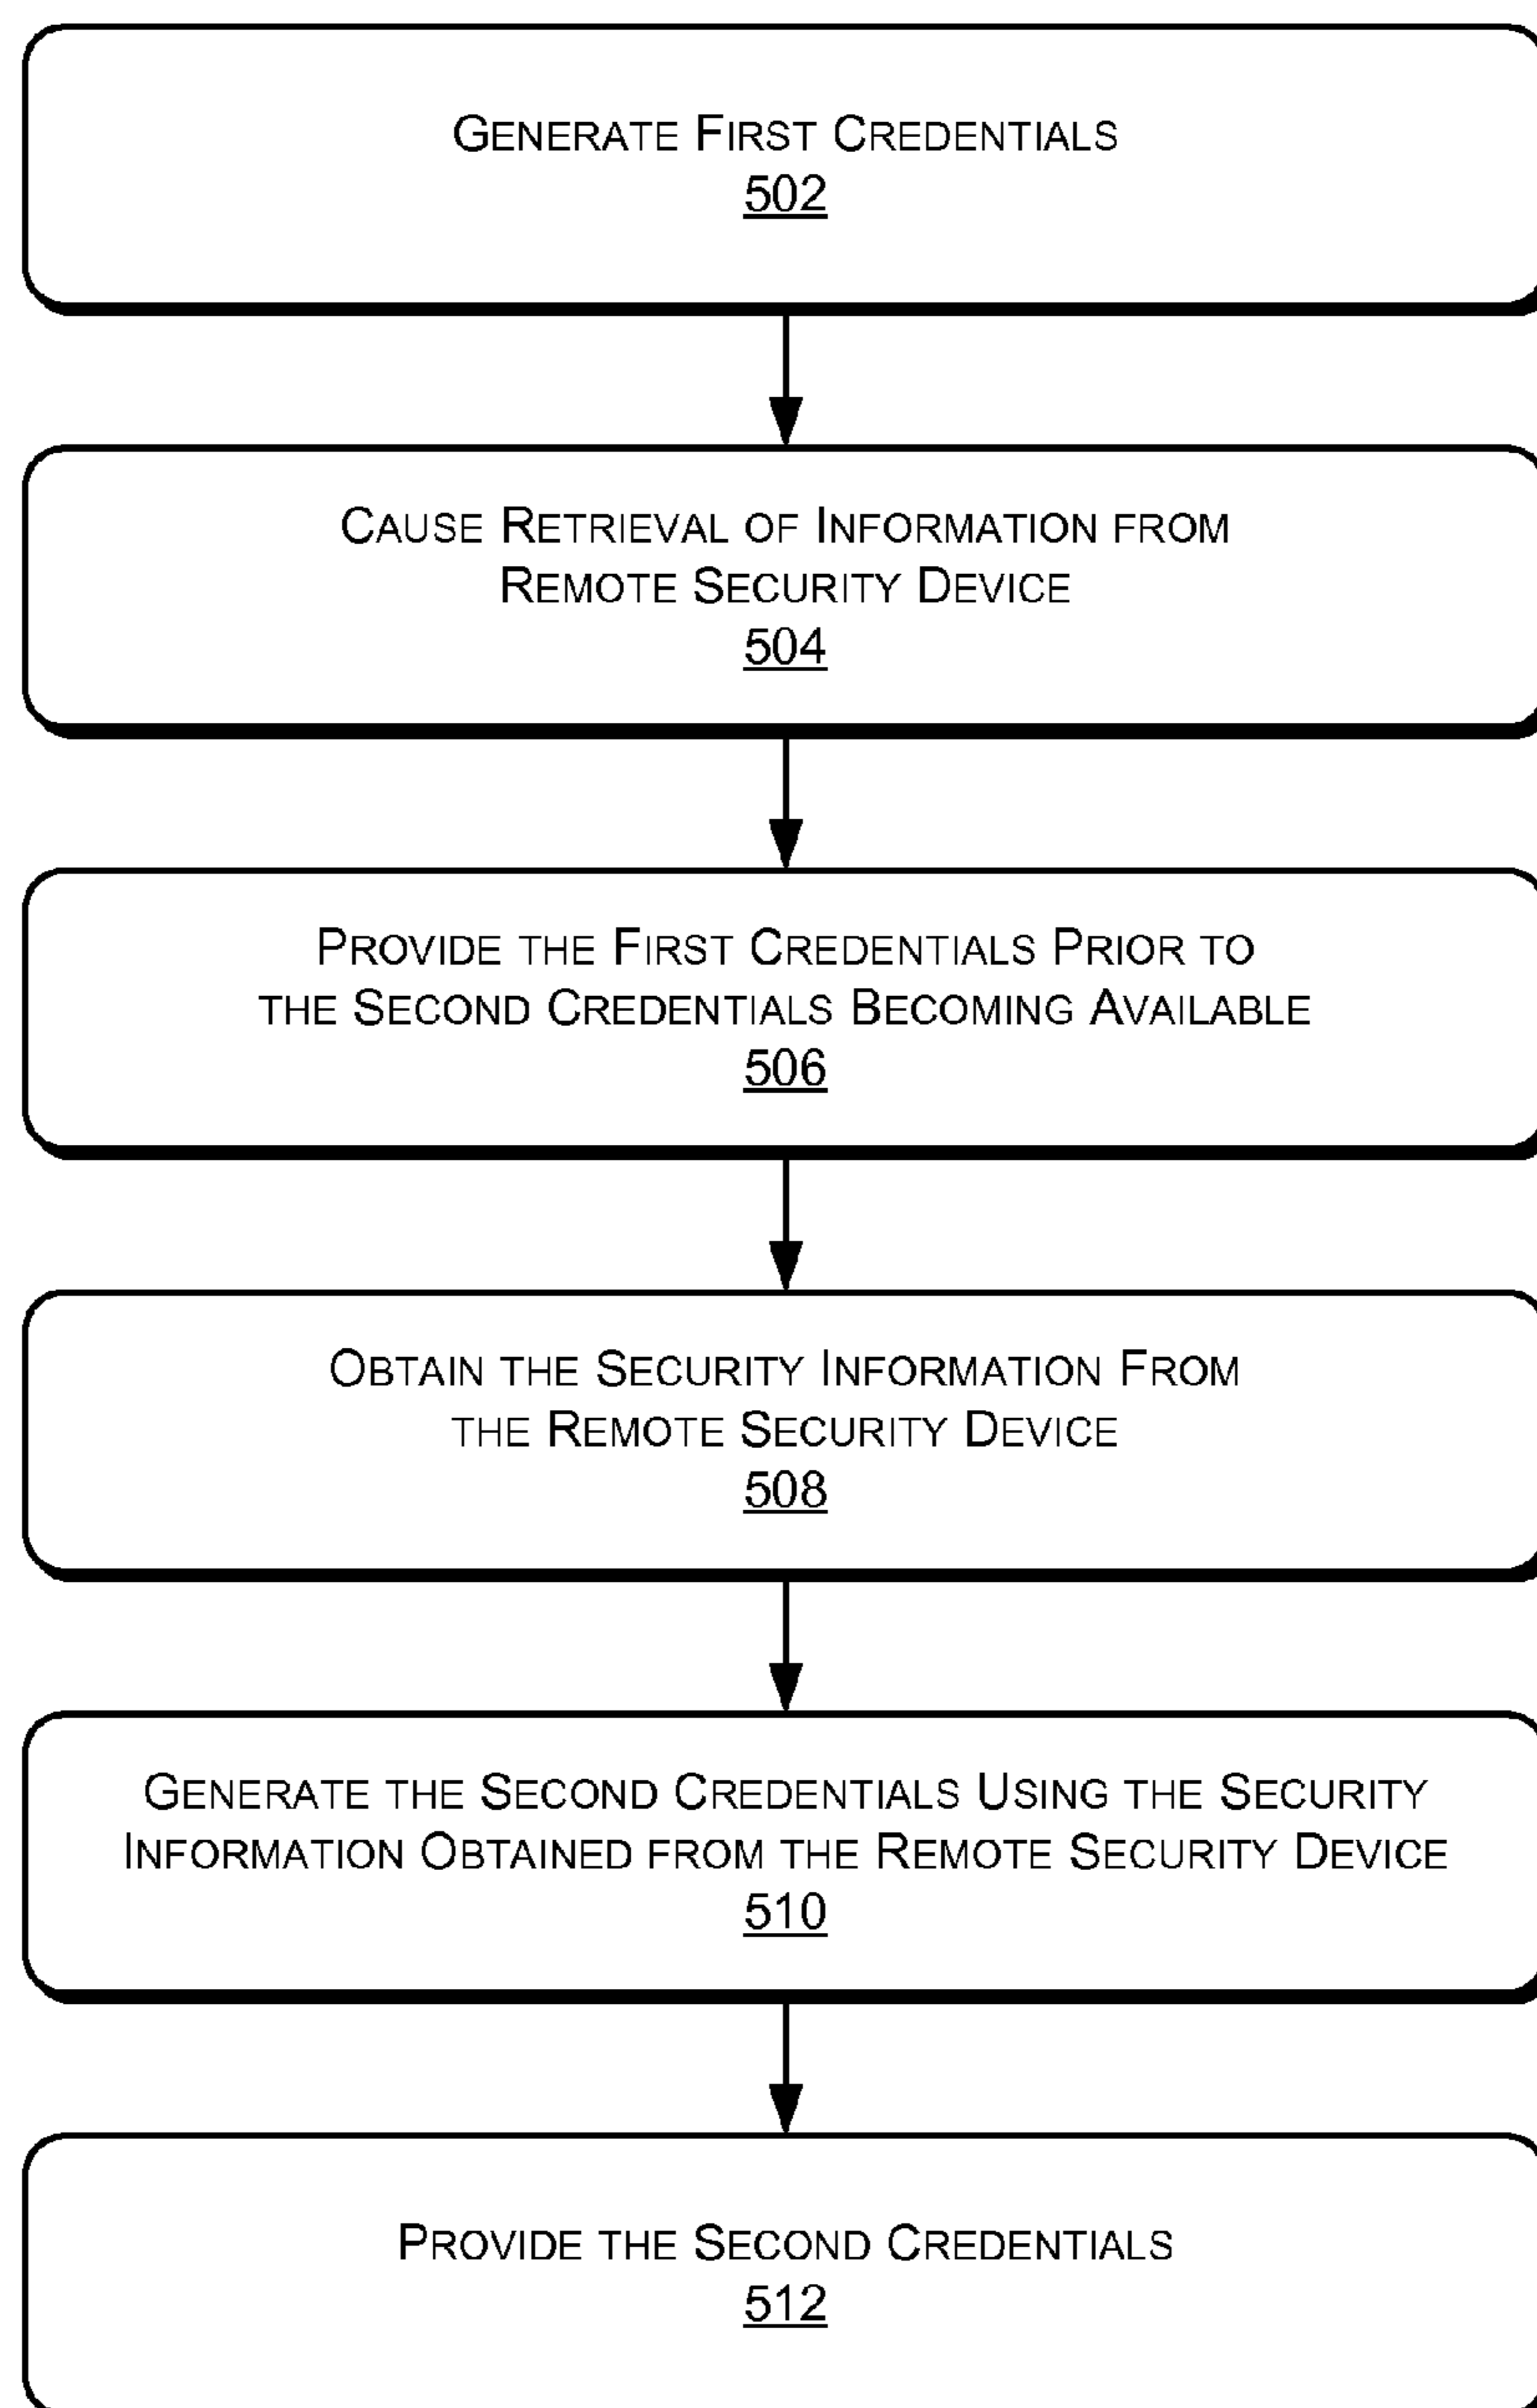 GENERATE FIRST CREDENTIALS
502
CAUSE RETRIEVAL OF INFORMATION FROM
REMOTE SECURITY DEVICE
504
PROVIDE THE FIRST CREDENTIALS PRIOR TO
THE SECOND CREDENTIALS BECOMING AVAILABLE
506
OBTAIN THE SECURITY INFORMATION FROM
THE REMOTE SECURITY DEVICE
508
GENERATE THE SECOND CREDENTIALS USING THE SECURITY
INFORMATION OBTAINED FROM THE REMOTE SECURITY DEVICE
510
PROVIDE THE SECOND CREDENTIALS
512